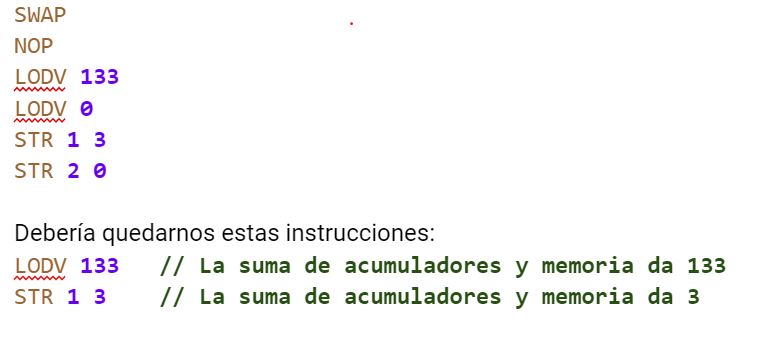 SWAP
NOP
LODV 133
LODV 0
STR 1 3
STR 2 0
Debería quedarnos estas instrucciones:
LODV 133 // La suma de acumuladores y memoria da 133
STR 1 3 // La suma de acumuladores y memoria da 3